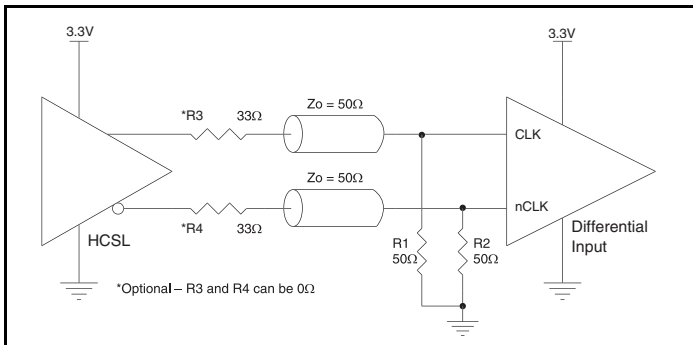 3.3V
3.3V
*R3 33Ω
Zo = 50Ω
CLK
Zo = 50Ω
nCLK
HCSL
*R4 33Ω
R1
50Ω
R2
50Ω
Differential
Input
*Optional – R3 and R4 can be 0Ω